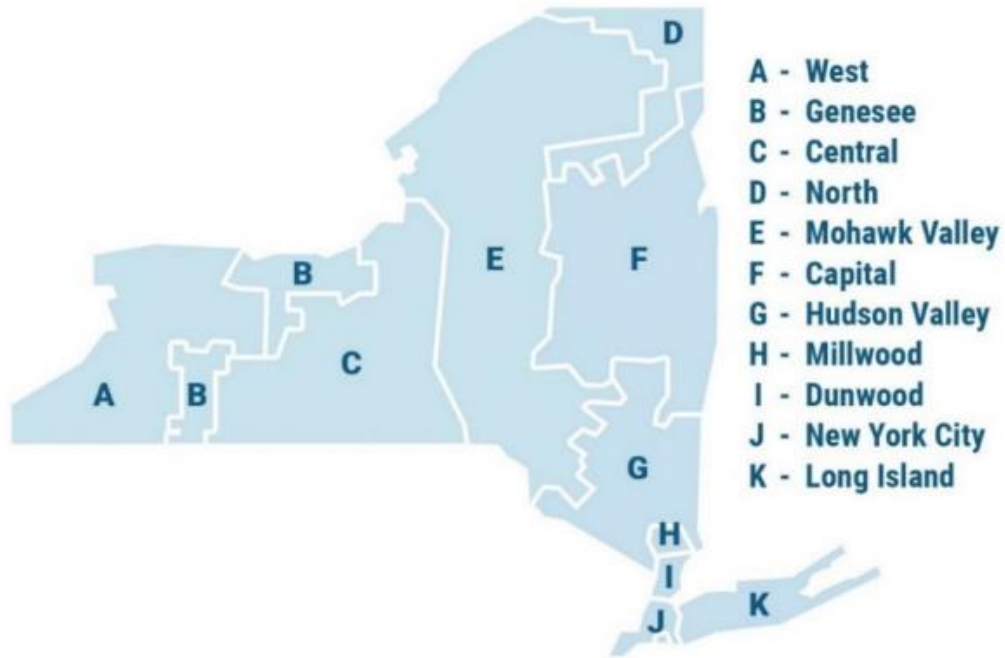 D
A - West
B - Genesee
C - Central
D - North
E - Mohawk Valley
F - Capital
G - Hudson Valley
H - Millwood
I - Dunwood
J - New York City
K - Long Island
B
E
F
C
A
B
G
H
I
K
J